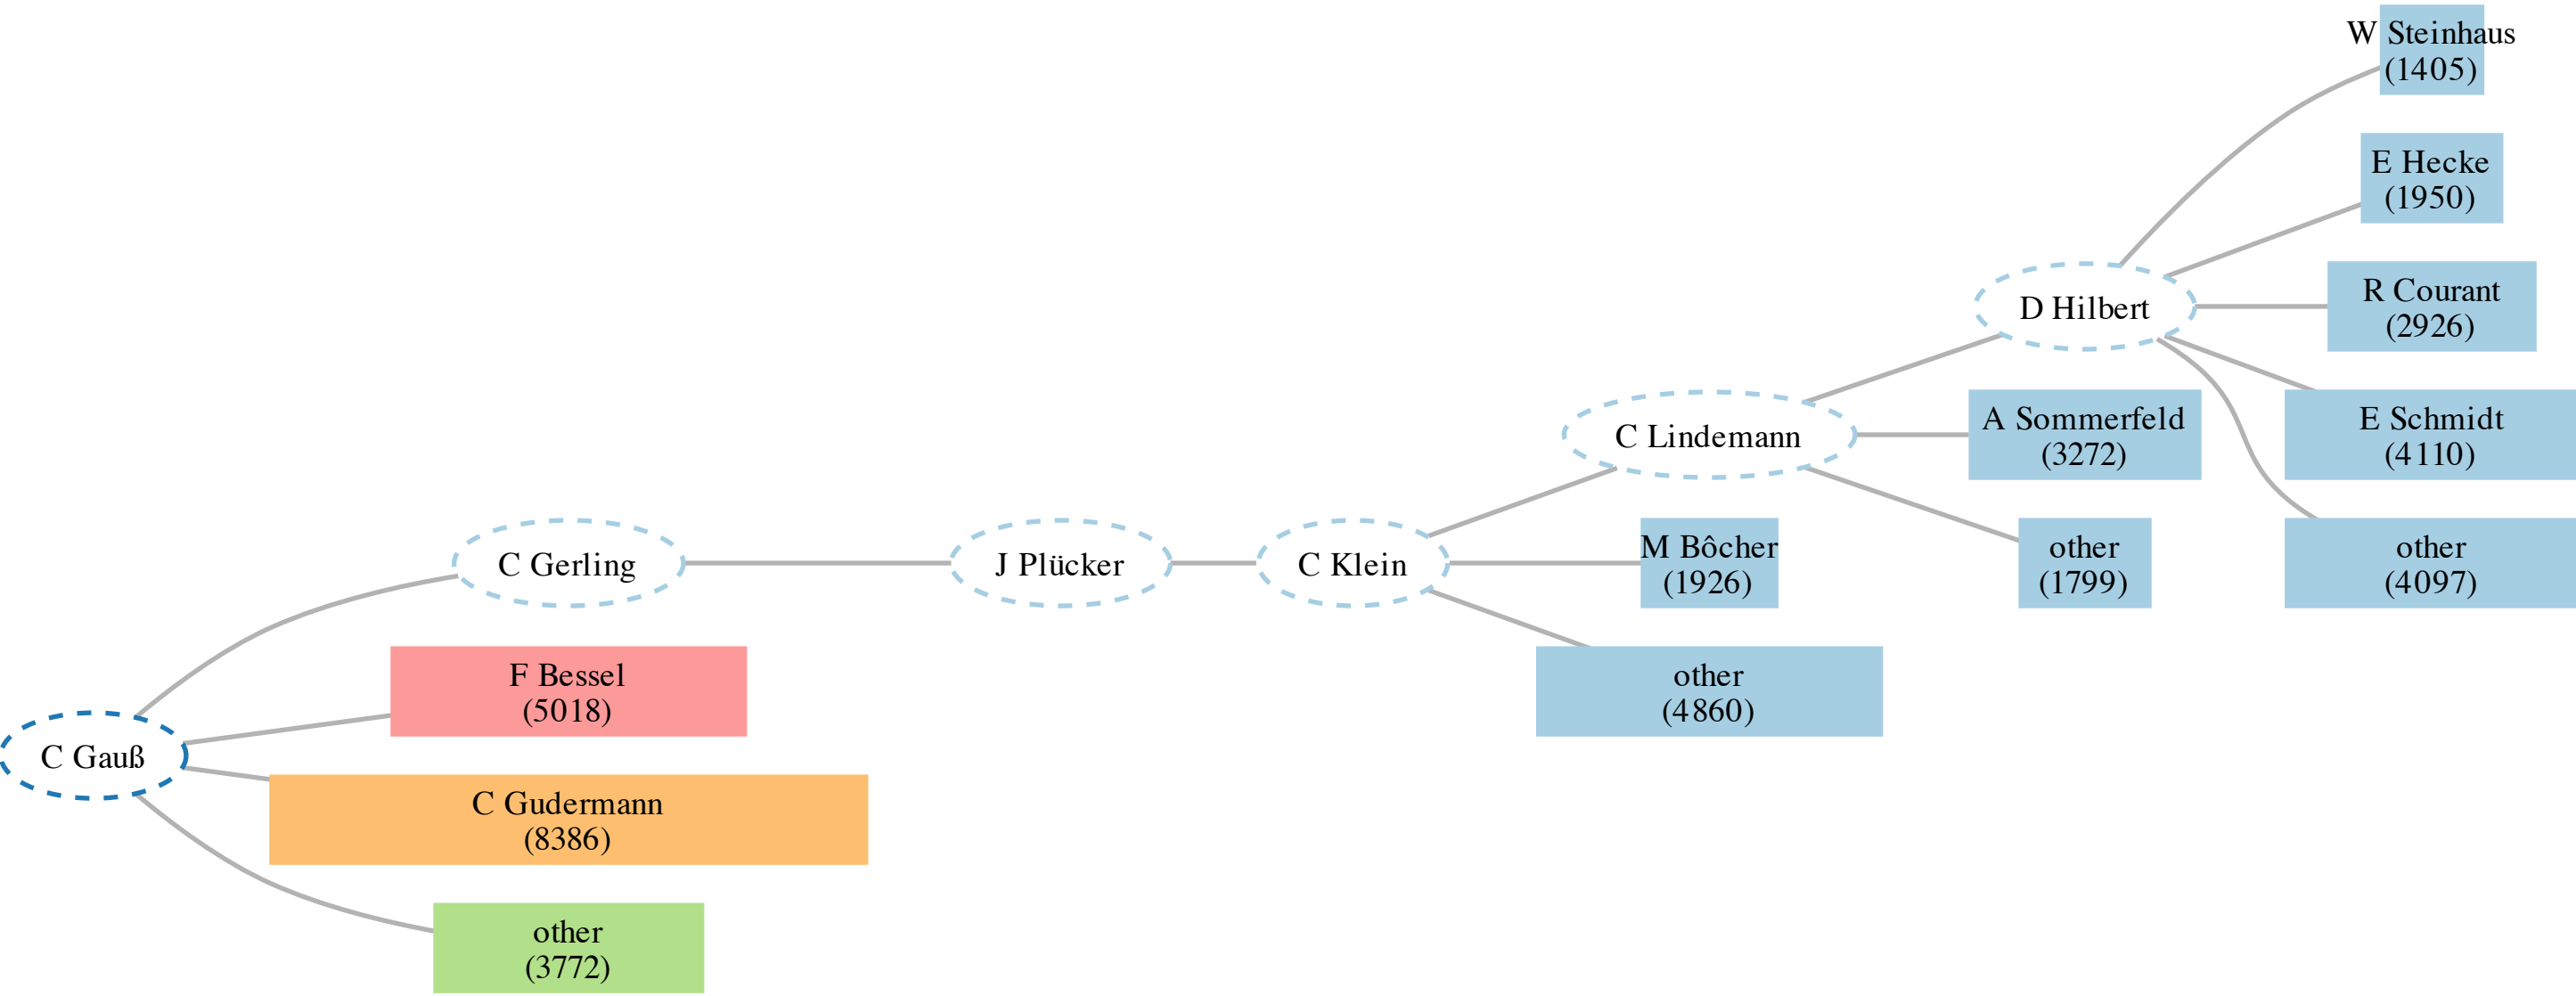 W Steinhaus
(1405)
E Hecke
(1950)
R Courant
(2926)
D Hilbert
E Schmidt
(4110)
A Sommerfeld
(3272)
C Lindemann
other
(4097)
other
(1799)
M Bôcher
(1926)
C Klein
J Plücker
C Gerling
other
(4860)
F Bessel
(5018)
C Gauß
C Gudermann
(8386)
other
(3772)